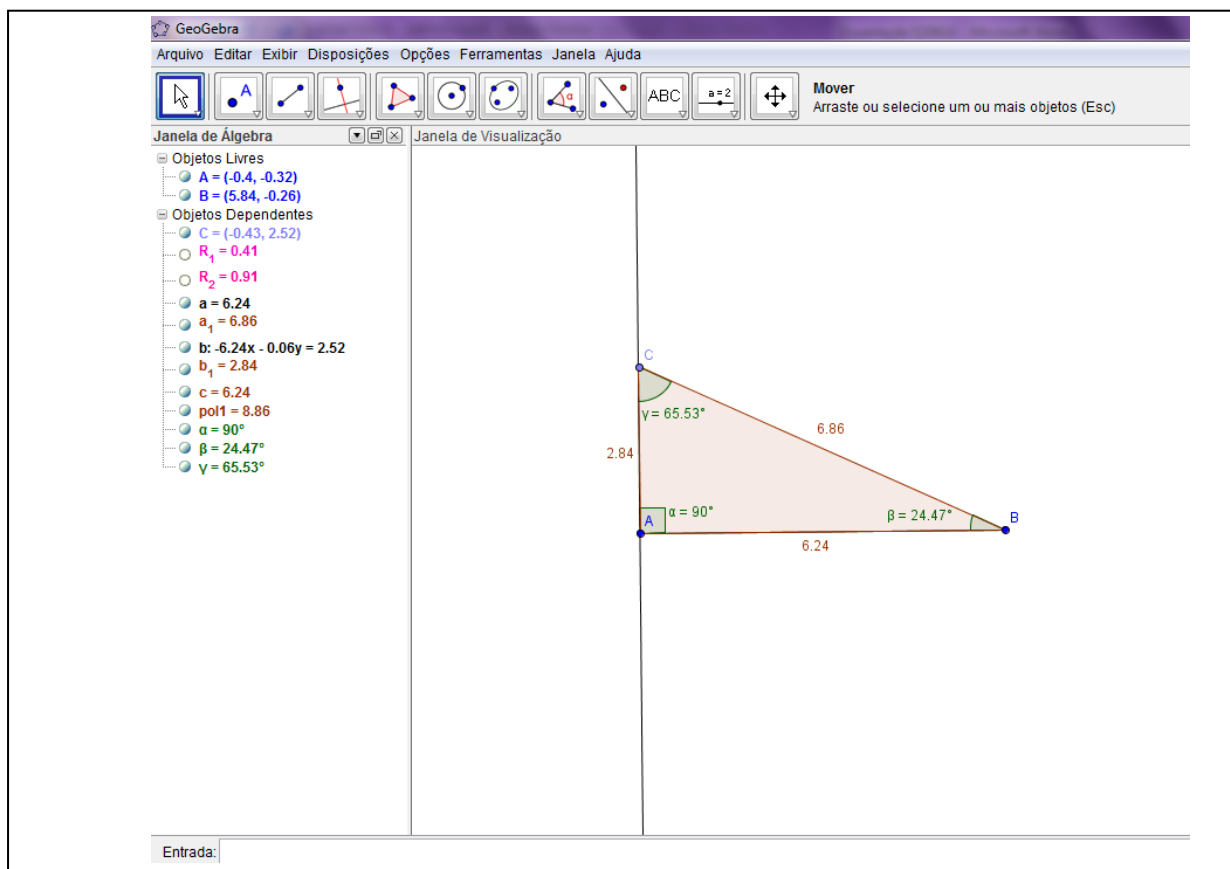 GeoGebra
Arquivo Editar Exibir Disposições Opções Ferramentas Janela Ajuda
A
α
ABC
a=2
Mover
Arraste ou selecione um ou mais objetos (Esc)
Janela de Álgebra
Janela de Visualização
Objetos Livres
A = (-0.4, -0.32)
B = (5.84, -0.26)
Objetos Dependentes
C = (-0.43, 2.52)
R₁ = 0.41
R₂ = 0.91
a = 6.24
a₁ = 6.86
b: -6.24x - 0.06y = 2.52
b₁ = 2.84
c = 6.24
pol1 = 8.86
α = 90°
β = 24.47°
γ = 65.53°
C
γ = 65.53°
6.86
2.84
A
α = 90°
β = 24.47°
B
6.24
Entrada: